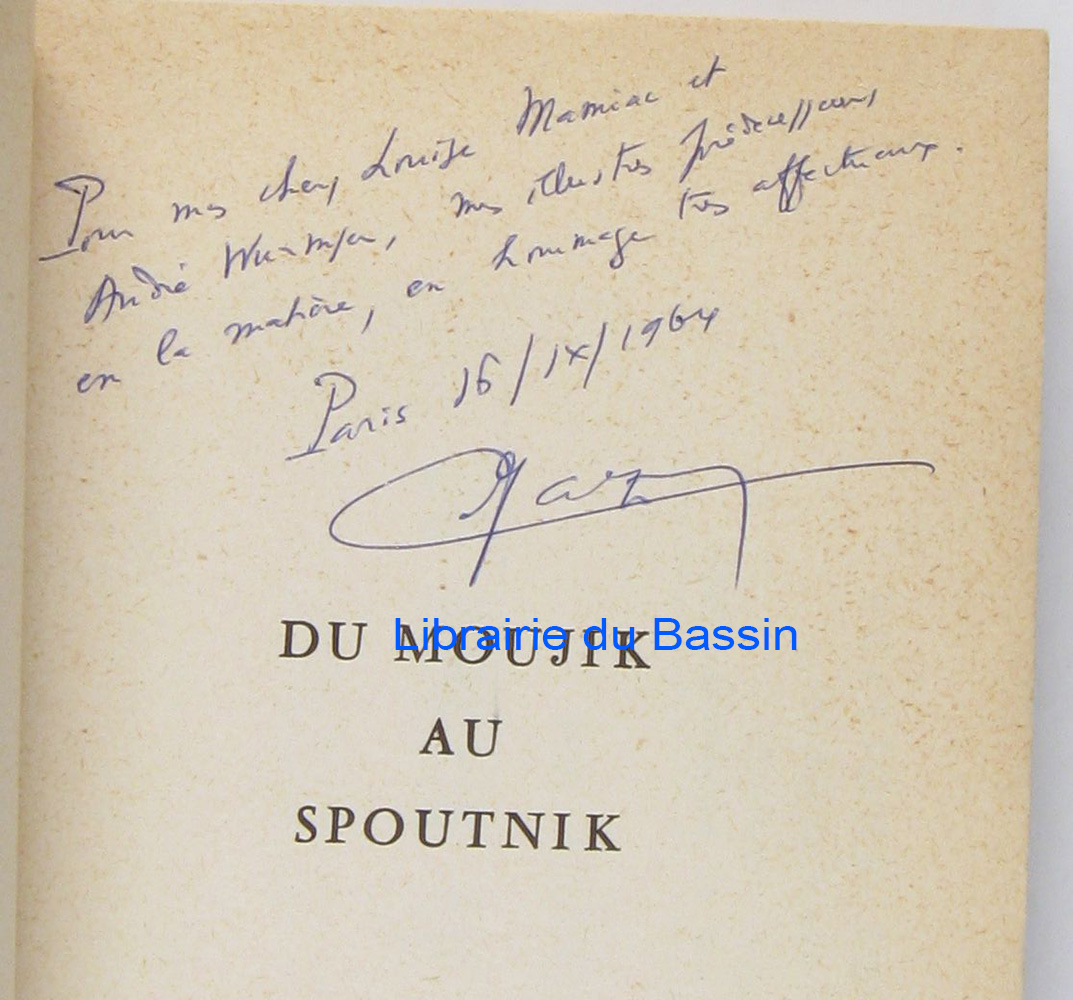 Pour mes chers Louise Mamiac et
André Wurmser, mes illustres prédécesseurs
en la matière, en hommage très affectueux.
Paris 16/IX/1964
DU MOUJIK
Librairie du Bassin
AU
SPOUTNIK